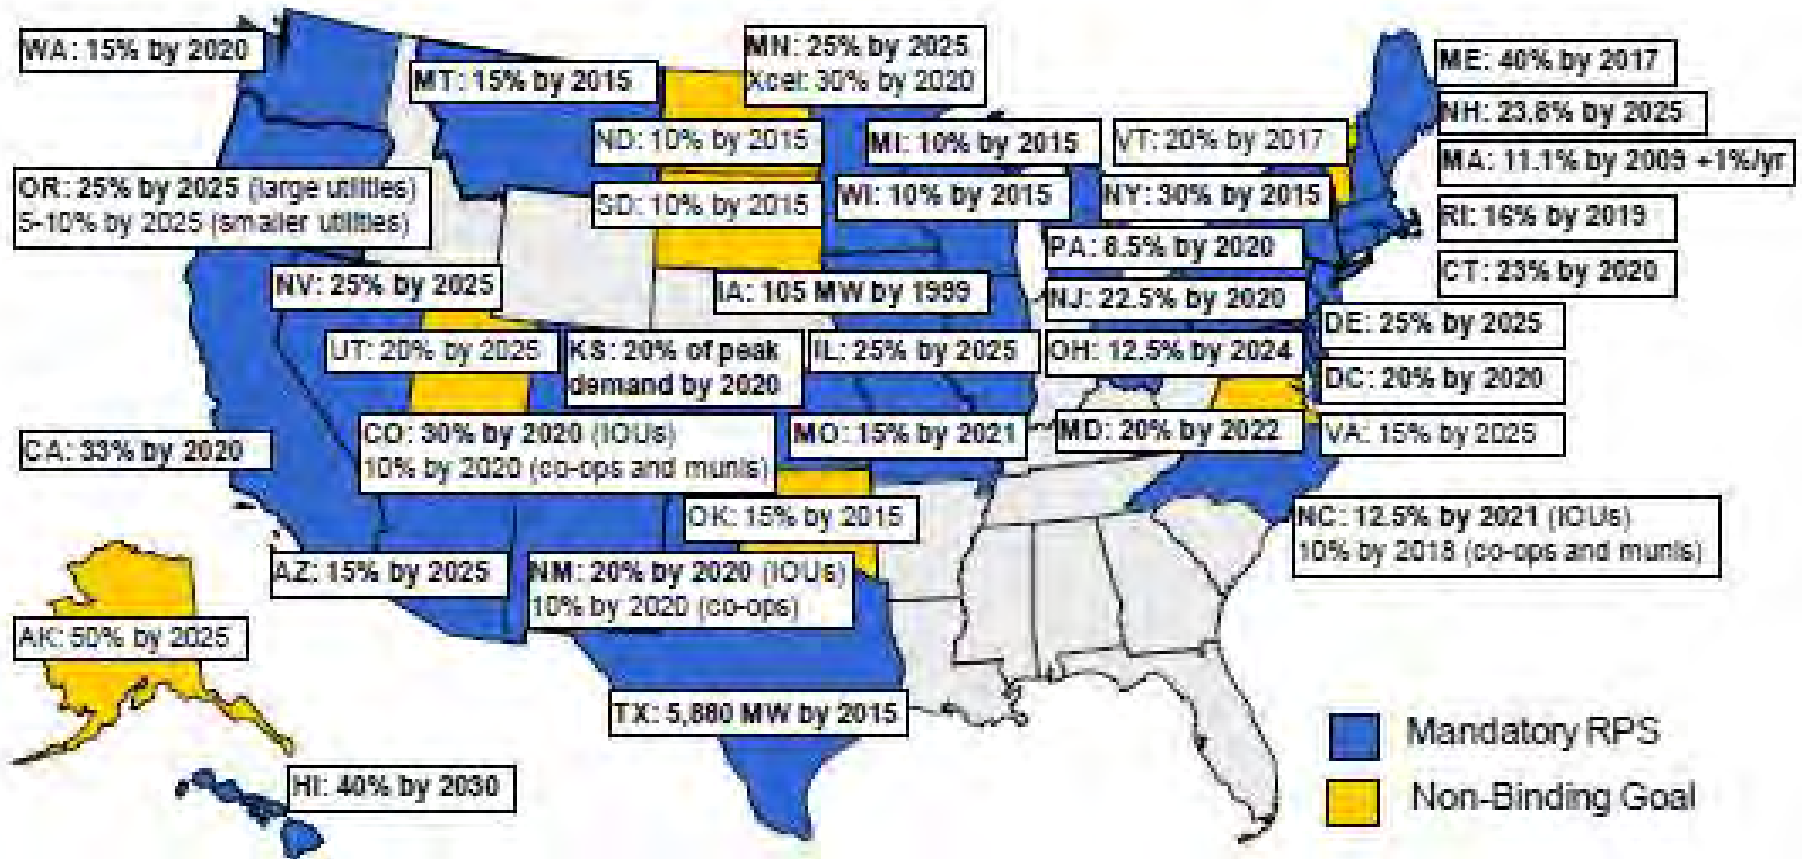 WA: 15% by 2020
MN: 25% by 2025
Xcel: 30% by 2020
ME: 40% by 2017
MT: 15% by 2015
NH: 23.8% by 2025
ND: 10% by 2015
MI: 10% by 2015
VT: 20% by 2017
MA: 11.1% by 2009 +1%/yr
OR: 25% by 2025 (large utilities)
5-10% by 2025 (smaller utilities)
SD: 10% by 2015
WI: 10% by 2015
NY: 30% by 2015
RI: 16% by 2019
PA: 8.5% by 2020
CT: 23% by 2020
NV: 25% by 2025
IA: 105 MW by 1999
NJ: 22.5% by 2020
DE: 25% by 2025
UT: 20% by 2025
KS: 20% of peak
demand by 2020
IL: 25% by 2025
OH: 12.5% by 2024
DC: 20% by 2020
CA: 33% by 2020
CO: 30% by 2020 (IOUs)
10% by 2020 (co-ops and munis)
MO: 15% by 2021
MD: 20% by 2022
VA: 15% by 2025
OK: 15% by 2015
NC: 12.5% by 2021 (IOUs)
10% by 2018 (co-ops and munis)
AZ: 15% by 2025
NM: 20% by 2020 (IOUs)
10% by 2020 (co-ops)
AK: 50% by 2025
TX: 5,880 MW by 2015
HI: 40% by 2030
Mandatory RPS
Non-Binding Goal